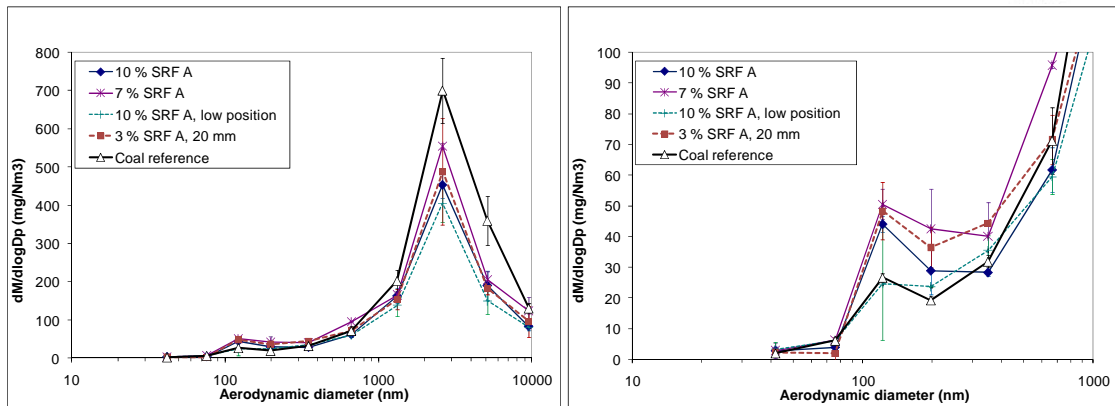 800
700
600
500
400
300
200
100
0
dM/dlogDp (mg/Nm3)
10 % SRF A
7 % SRF A
10 % SRF A, low position
3 % SRF A, 20 mm
Coal reference
10 100 1000 10000
Aerodynamic diameter (nm)
100
90
80
70
60
50
40
30
20
10
0
dM/dlogDp (mg/Nm3)
10 % SRF A
7 % SRF A
10 % SRF A, low position
3 % SRF A, 20 mm
Coal reference
10 100 1000
Aerodynamic diameter (nm)